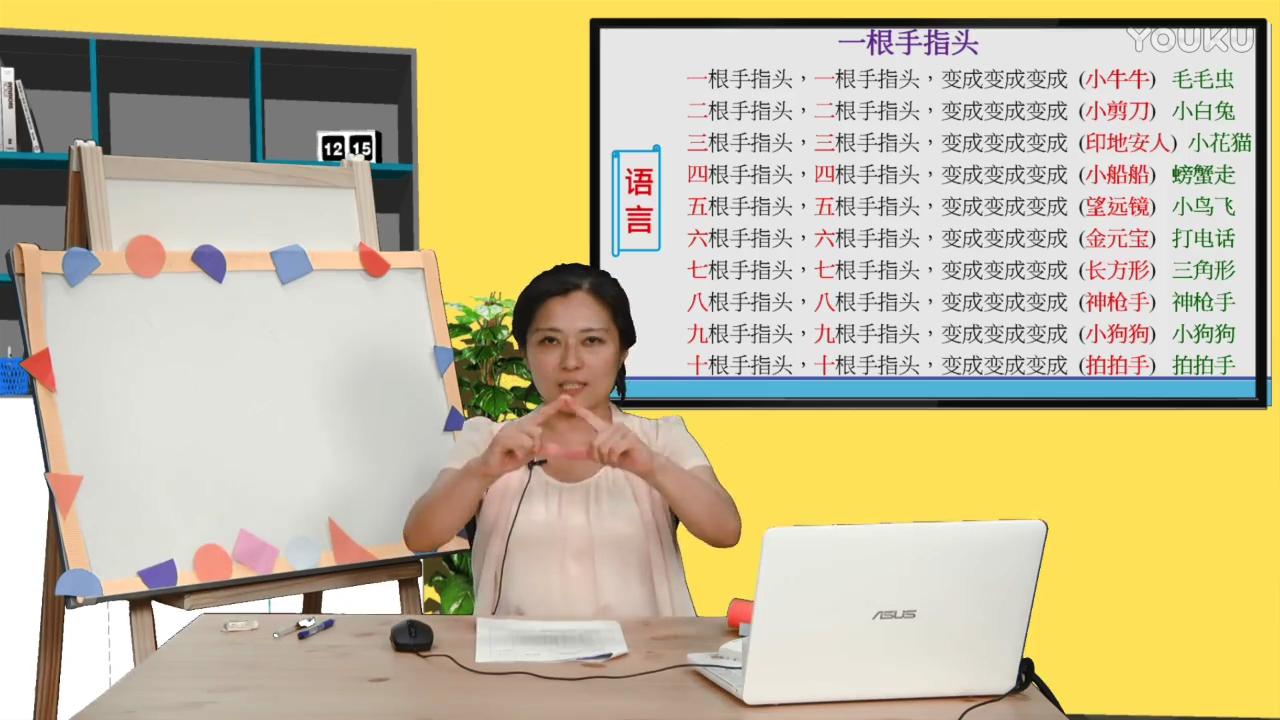 YOUKU
一根手指头
一根手指头，一根手指头，变成变成变成 (小牛牛) 毛毛虫
二根手指头，二根手指头，变成变成变成 (小剪刀) 小白兔
三根手指头，三根手指头，变成变成变成 (印地安人) 小花猫
四根手指头，四根手指头，变成变成变成 (小船船) 螃蟹走
五根手指头，五根手指头，变成变成变成 (望远镜) 小鸟飞
六根手指头，六根手指头，变成变成变成 (金元宝) 打电话
七根手指头，七根手指头，变成变成变成 (长方形) 三角形
八根手指头，八根手指头，变成变成变成 (神枪手) 神枪手
九根手指头，九根手指头，变成变成变成 (小狗狗) 小狗狗
十根手指头，十根手指头，变成变成变成 (拍拍手) 拍拍手
语言
12 15
ASUS